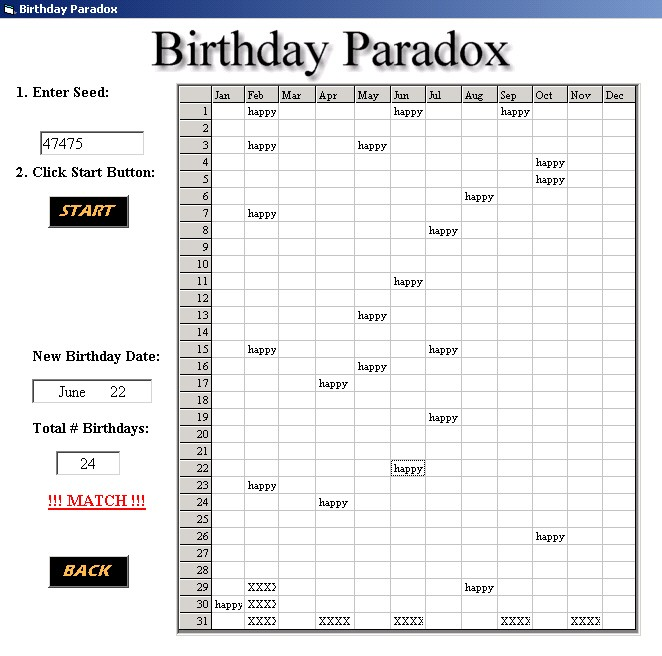 Birthday Paradox
Birthday Paradox
1. Enter Seed:
47475
2. Click Start Button:
START
New Birthday Date:
June 22
Total # Birthdays:
24
!!! MATCH !!!
BACK
Jan Feb Mar Apr May Jun Jul Aug Sep Oct Nov Dec
1 happy happy happy
2
3 happy happy
4 happy
5 happy
6 happy
7 happy
8 happy
9
10
11 happy
12
13 happy
14
15 happy happy
16 happy
17 happy
18
19 happy
20
21
22 happy
23 happy
24 happy
25
26 happy
27
28
29 XXXX happy
30 happy XXXX
31 XXXX XXXX XXXX XXXX XXXX